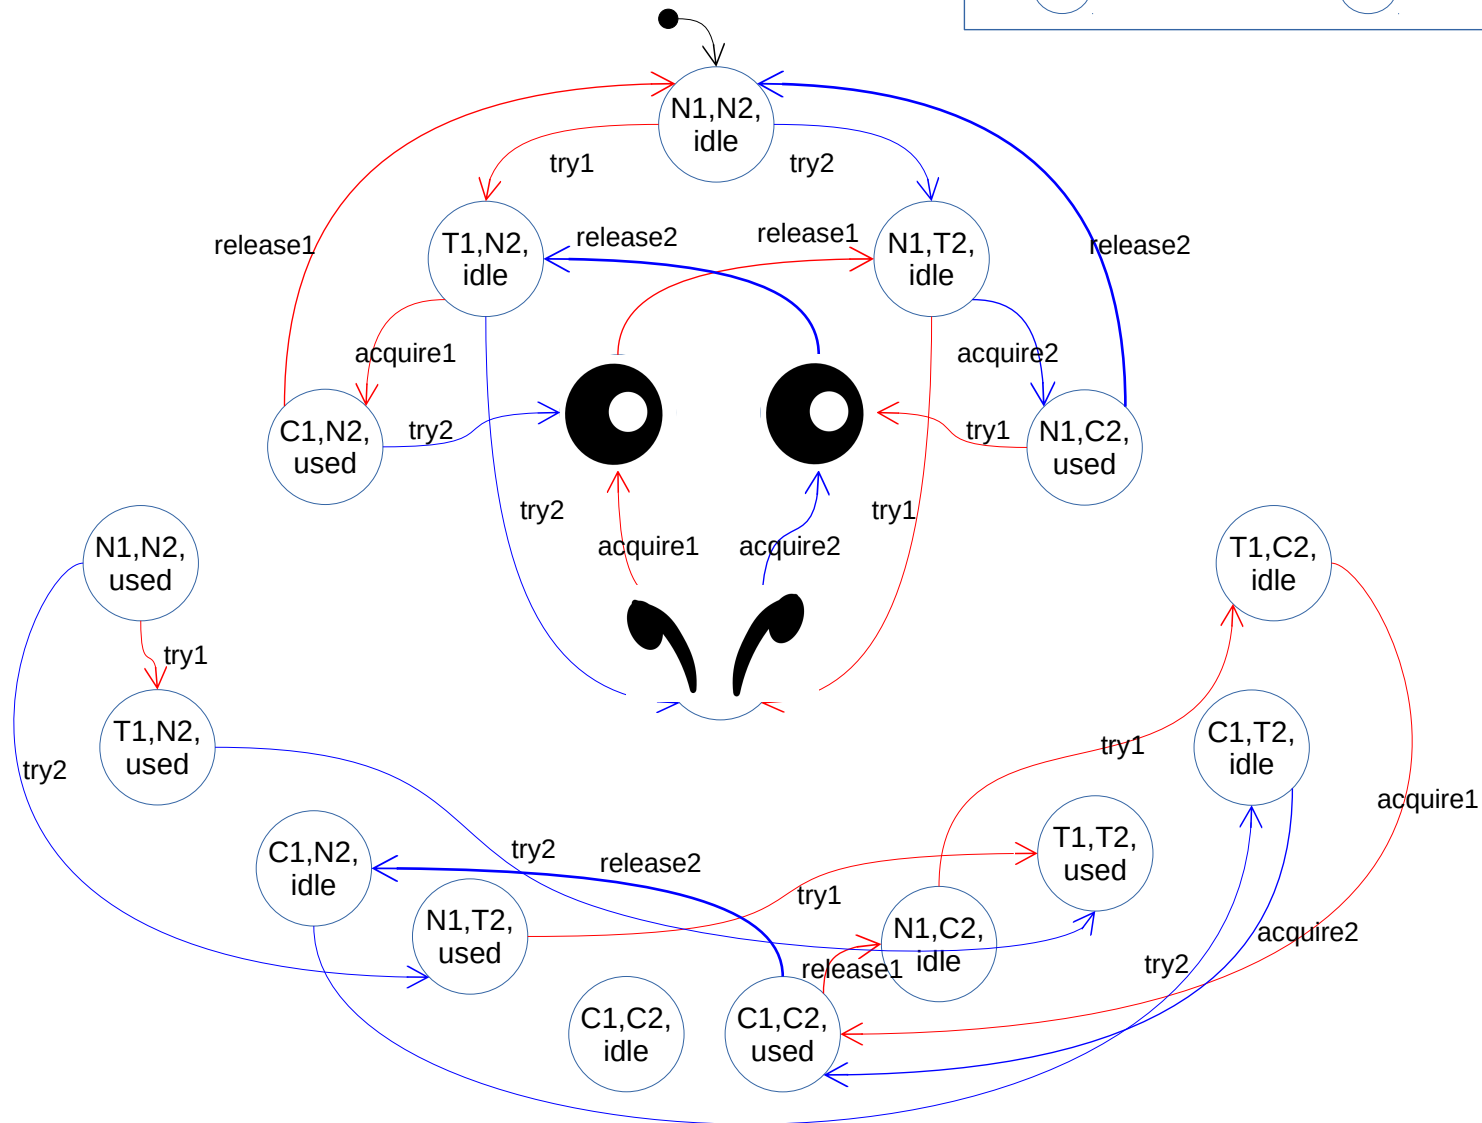 N1,N2,
idle
try1
try2
release1
T1,N2,
idle
release2
release1
N1,T2,
idle
release2
acquire1
acquire2
C1,N2,
used
try2
try1
N1,C2,
used
try2
try1
acquire1
acquire2
N1,N2,
used
T1,C2,
idle
try1
T1,N2,
used
try1
C1,T2,
idle
try2
acquire1
C1,N2,
idle
try2
release2
T1,T2,
used
try1
N1,T2,
used
N1,C2,
idle
acquire2
release1
try2
C1,C2,
idle
C1,C2,
used